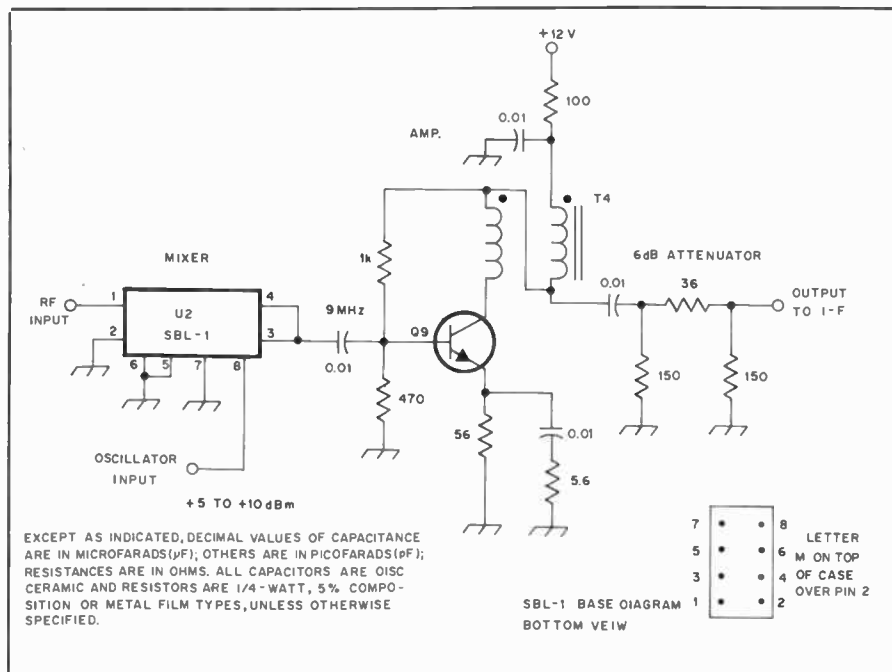 +12V
100
0.01
AMP.
T4
MIXER
1k
6dB ATTENUATOR
RF
INPUT
1
2
U2
SBL-1
4
3
6
5
7
8
9MHz
0.01
Q9
0.01
36
OUTPUT
TO I-F
470
150
150
56
0.01
5.6
OSCILLATOR
INPUT
+5 TO +10dBm
EXCEPT AS INDICATED, DECIMAL VALUES OF CAPACITANCE
ARE IN MICROFARADS(µF); OTHERS ARE IN PICOFARADS(pF);
RESISTANCES ARE IN OHMS. ALL CAPACITORS ARE DISC
CERAMIC AND RESISTORS ARE 1/4-WATT, 5% COMPO-
SITION OR METAL FILM TYPES, UNLESS OTHERWISE
SPECIFIED.
7
8
5
6
3
4
1
2
LETTER
M ON TOP
OF CASE
OVER PIN 2
SBL-1 BASE DIAGRAM
BOTTOM VEIW